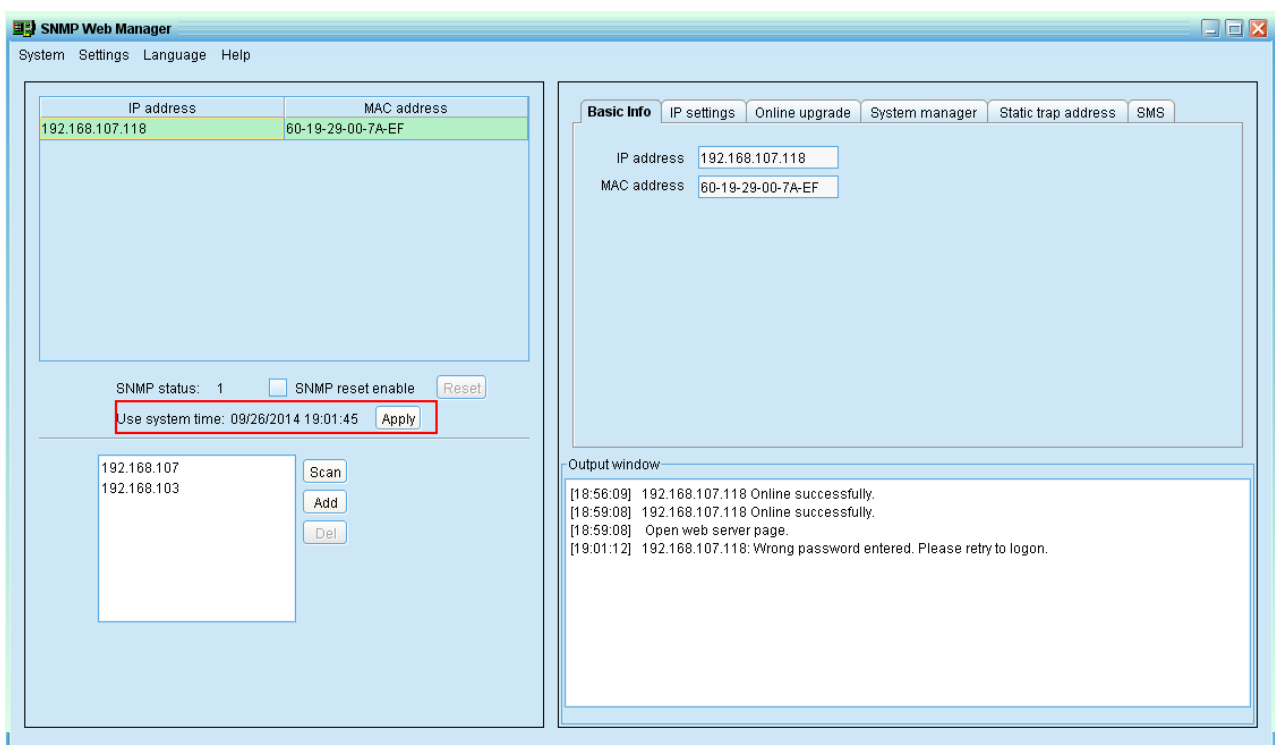 SNMP Web Manager
System Settings Language Help
IP address MAC address
192.168.107.118 60-19-29-00-7A-EF
SNMP status: 1 SNMP reset enable Reset
Use system time: 09/26/2014 19:01:45 Apply
192.168.107
192.168.103
Scan
Add
Del
Basic Info IP settings Online upgrade System manager Static trap address SMS
IP address 192.168.107.118
MAC address 60-19-29-00-7A-EF
Output window
[18:56:09] 192.168.107.118 Online successfully.
[18:59:08] 192.168.107.118 Online successfully.
[18:59:08] Open web server page.
[19:01:12] 192.168.107.118: Wrong password entered. Please retry to logon.